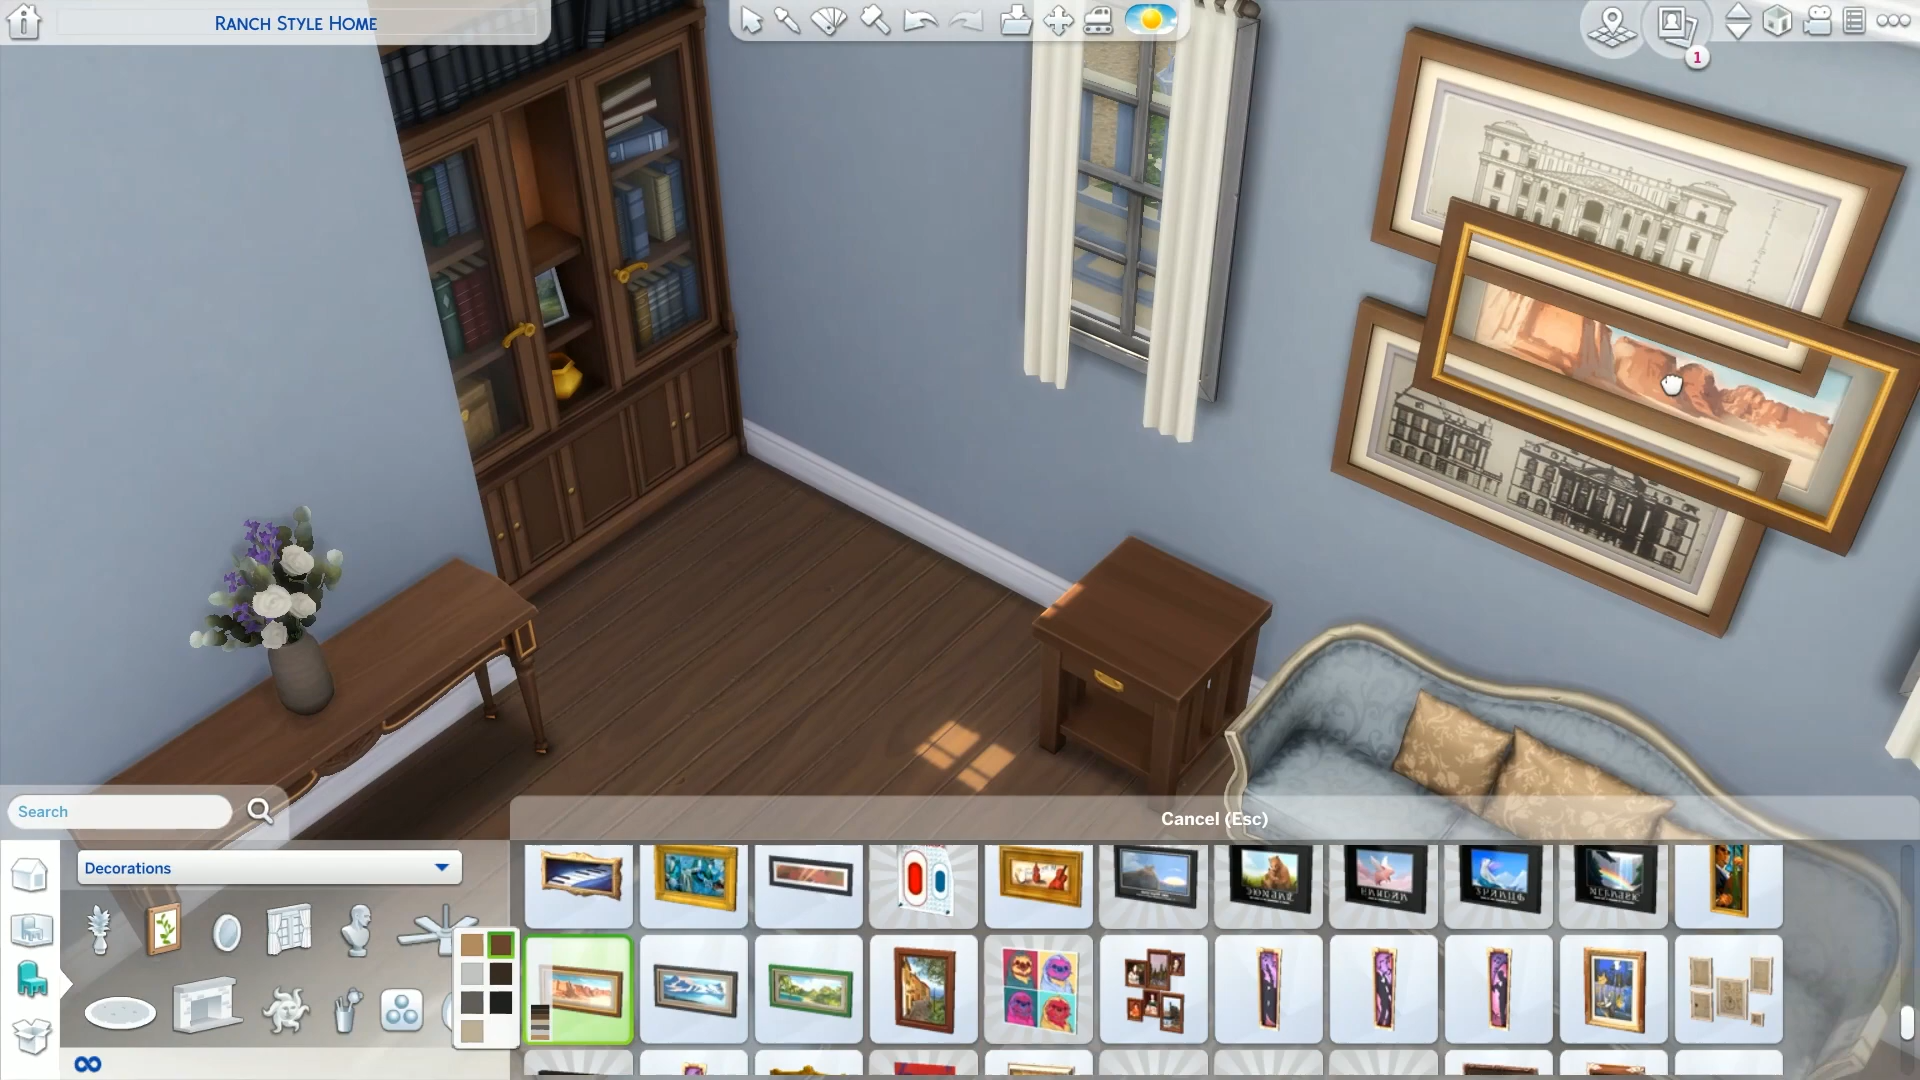 RANCH STYLE HOME
1
Search
Cancel (Esc)
Decorations